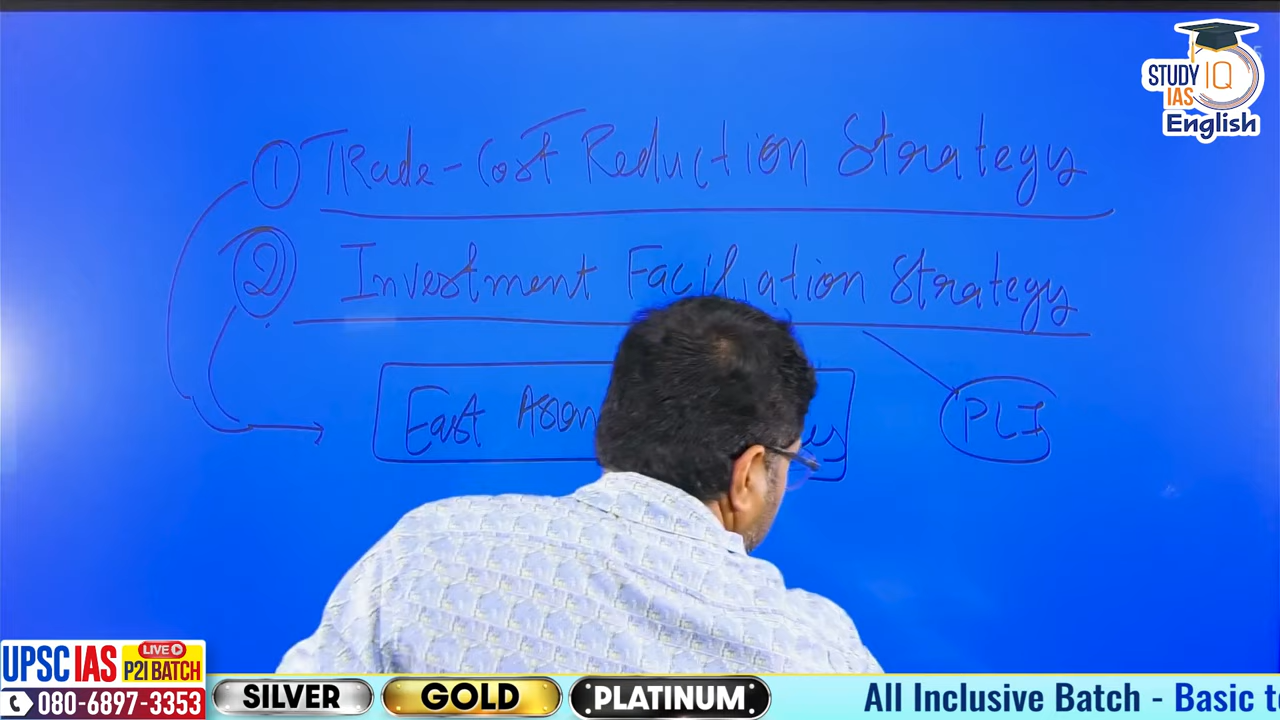 STUDY IQ
IAS
English
① Trade-Cost Reduction Strategy
② Investment Faciliation Strategy
East Asian
PLI
UPSC IAS LIVE P2I BATCH
080-6897-3353
SILVER GOLD PLATINUM All Inclusive Batch - Basic t